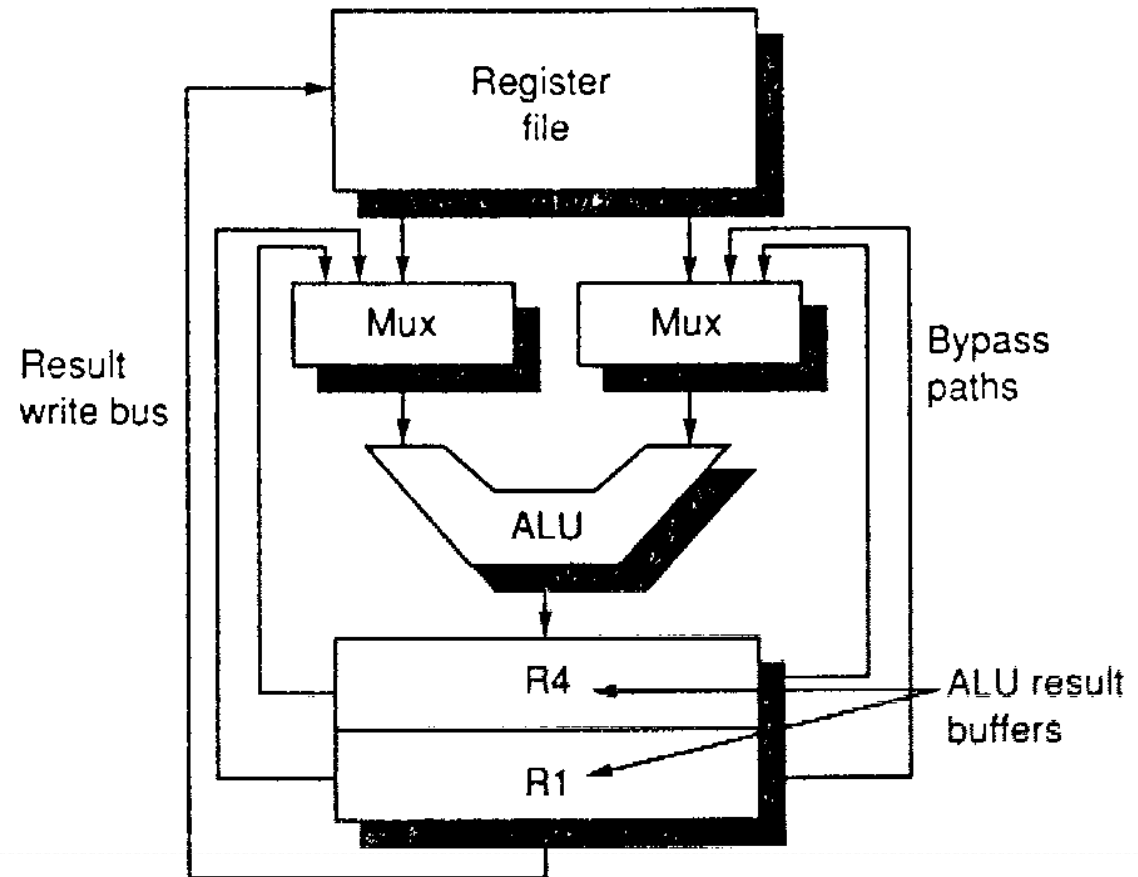 Register
file
Mux
Mux
Result
write bus
Bypass
paths
ALU
R4
ALU result
buffers
R1